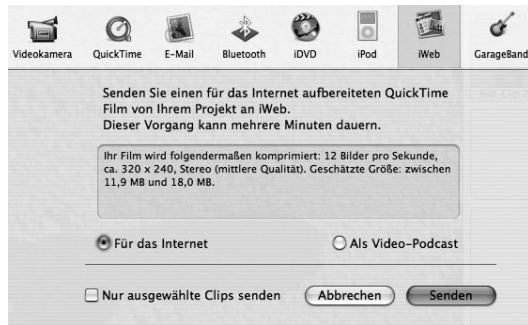 Videokamera QuickTime E-Mail Bluetooth iDVD iPod iWeb GarageBand
Senden Sie einen für das Internet aufbereiteten QuickTime
Film von Ihrem Projekt an iWeb.
Dieser Vorgang kann mehrere Minuten dauern.
Ihr Film wird folgendermaßen komprimiert: 12 Bilder pro Sekunde,
ca. 320 x 240, Stereo (mittlere Qualität). Geschätzte Größe: zwischen
11,9 MB und 18,0 MB.
Für das Internet Als Video-Podcast
Nur ausgewählte Clips senden Abbrechen Senden